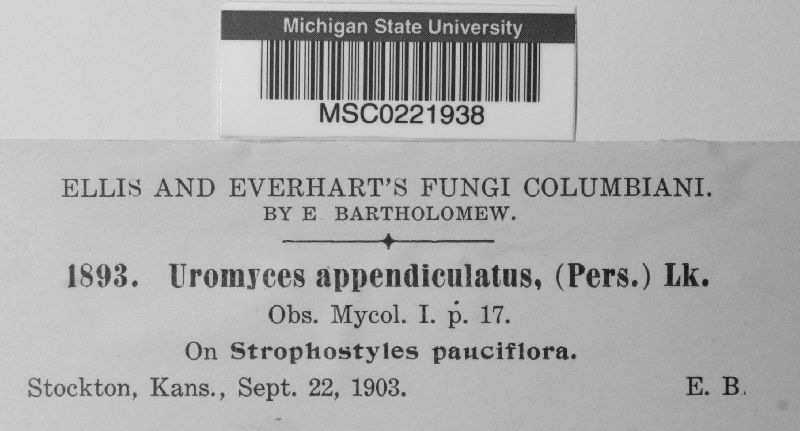 Michigan State University
MSC0221938
ELLIS AND EVERHART'S FUNGI COLUMBIANI.
BY E BARTHOLOMEW.
1893. Uromyces appendiculatus, (Pers.) Lk.
Obs. Mycol. I. p. 17.
On Strophostyles pauciflora.
Stockton, Kans., Sept. 22, 1903. E. B.